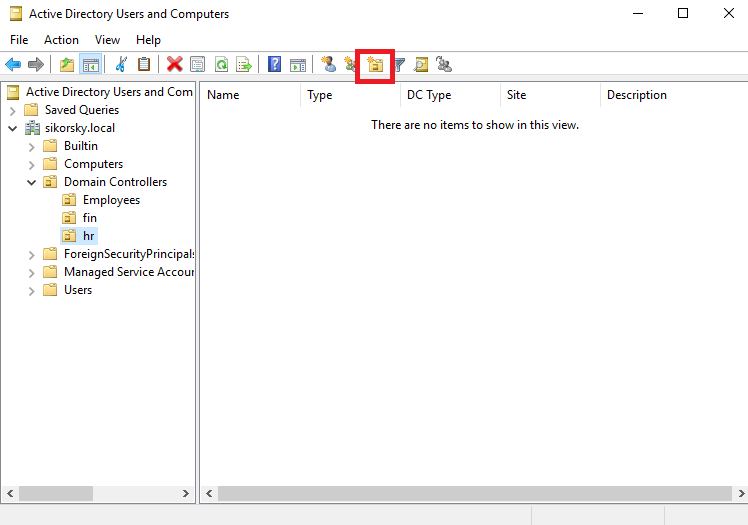 Active Directory Users and Computers
File Action View Help
Active Directory Users and Com
Saved Queries
sikorsky.local
Builtin
Computers
Domain Controllers
Employees
fin
hr
ForeignSecurityPrincipals
Managed Service Accour
Users
Name Type DC Type Site Description
There are no items to show in this view.